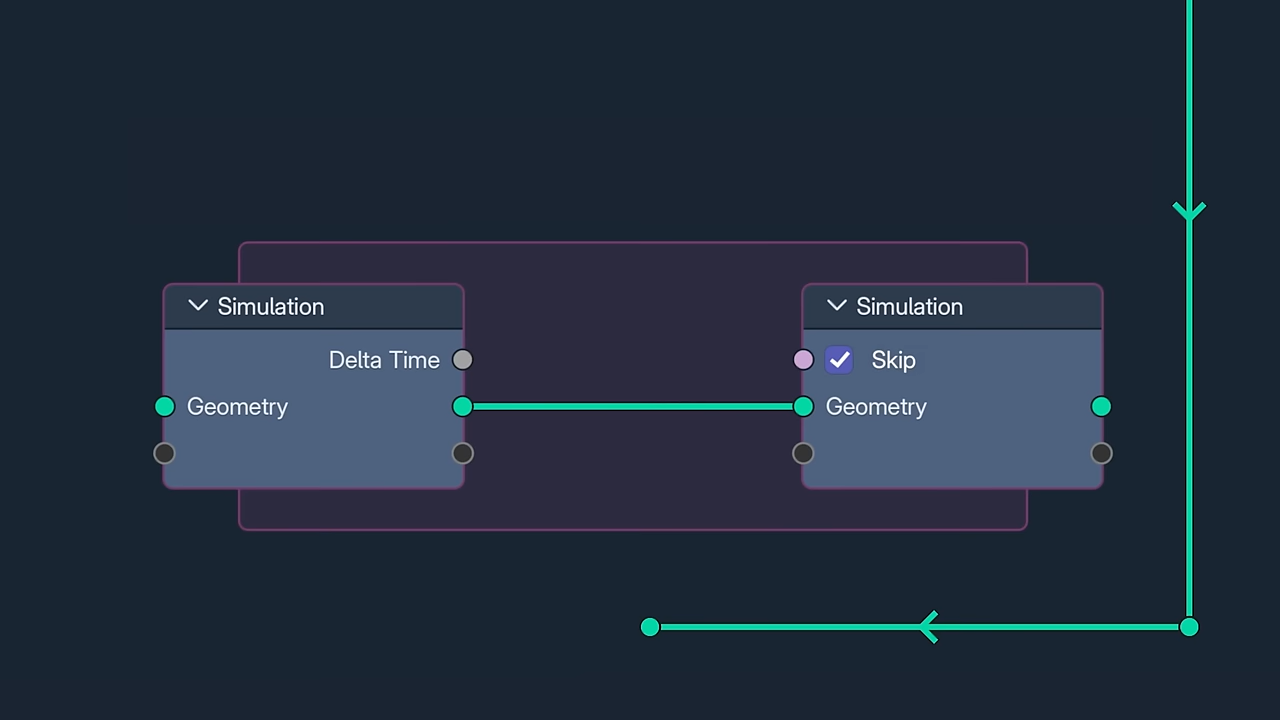 Simulation
Delta Time
Geometry
Simulation
Skip
Geometry